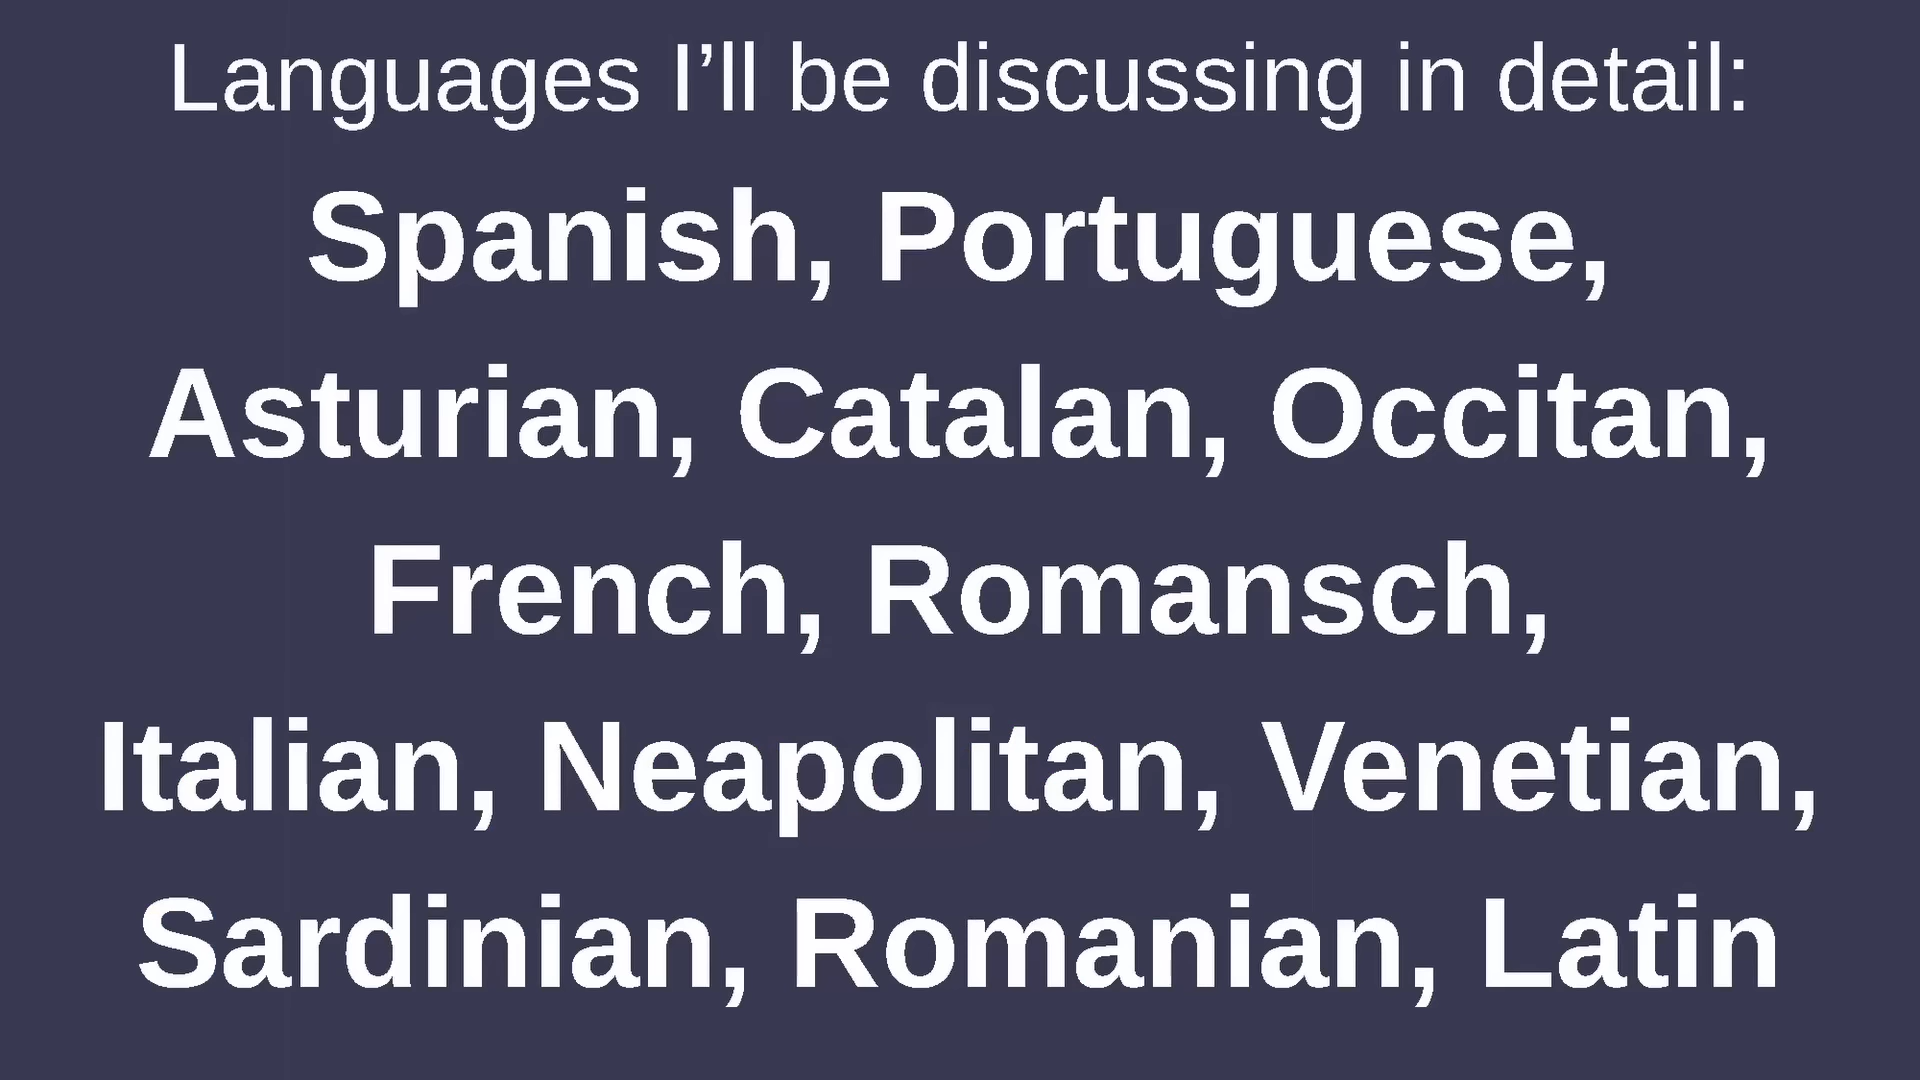 Languages I’ll be discussing in detail:
Spanish, Portuguese,
Asturian, Catalan, Occitan,
French, Romansch,
Italian, Neapolitan, Venetian,
Sardinian, Romanian, Latin